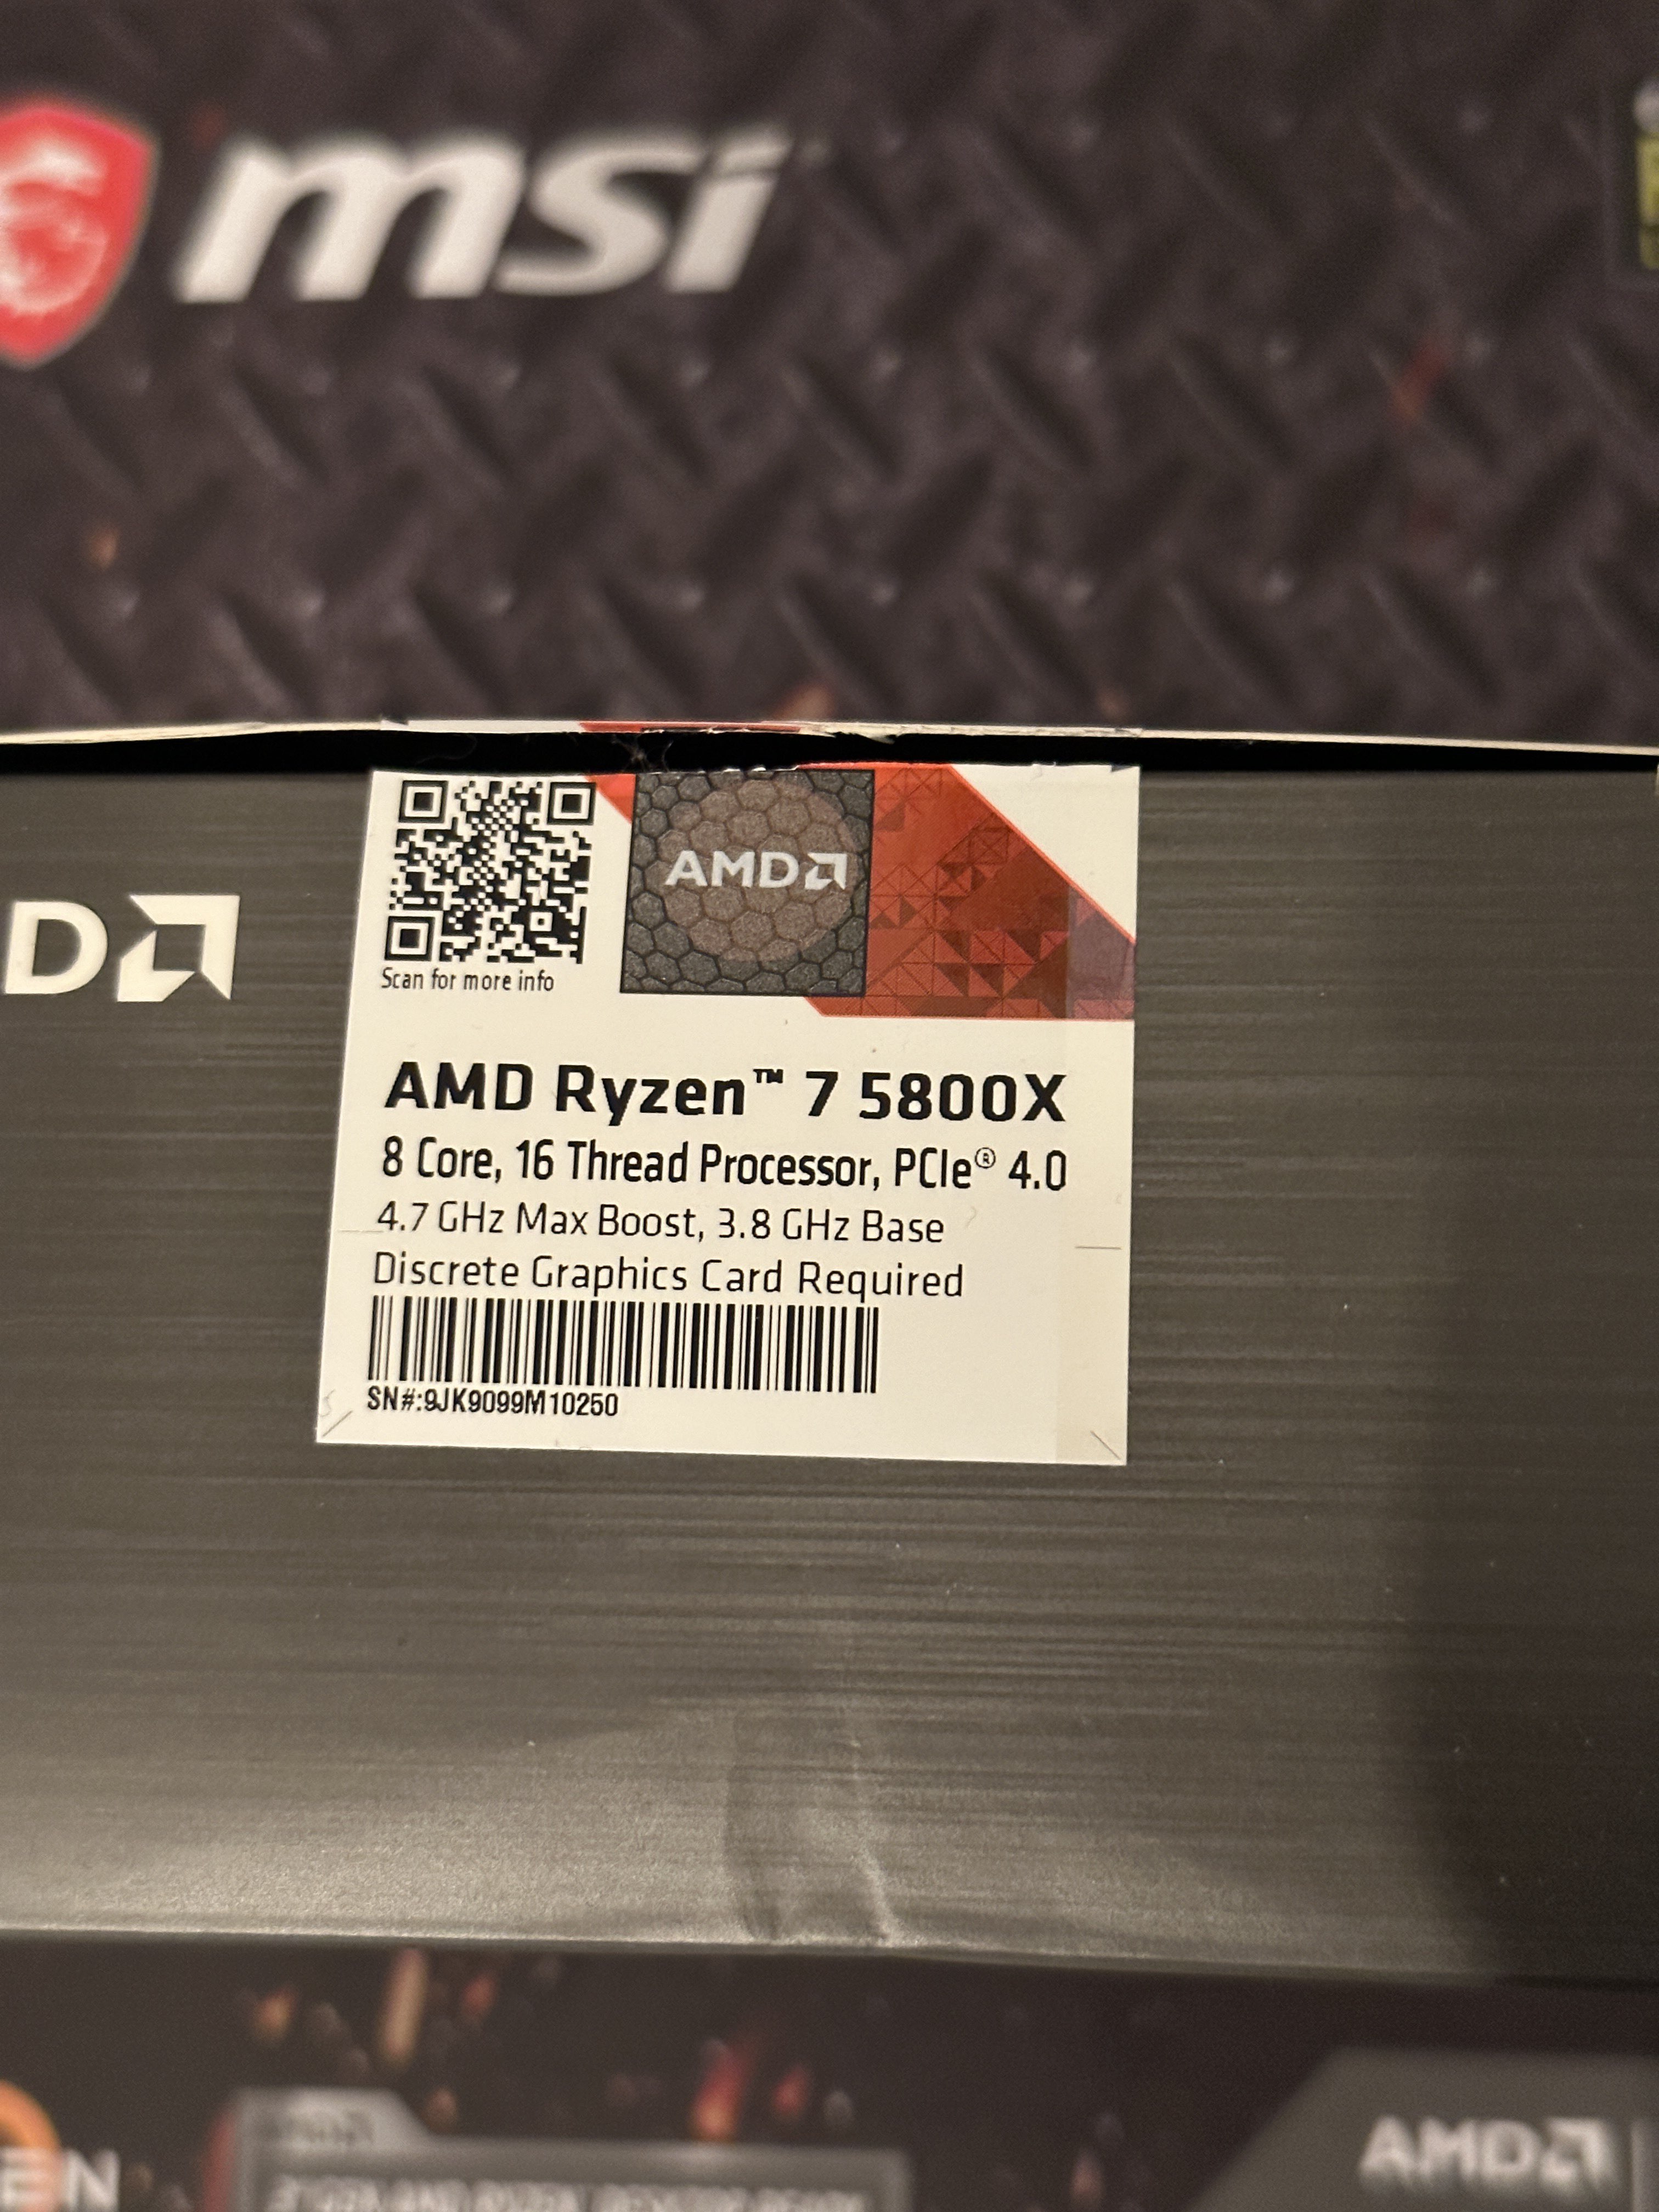 msi
D
AMD
Scan for more info
AMD Ryzen™ 7 5800X
8 Core, 16 Thread Processor, PCIe® 4.0
4.7 GHz Max Boost, 3.8 GHz Base
Discrete Graphics Card Required
SN#:9JK9099M10250
EN
AMD